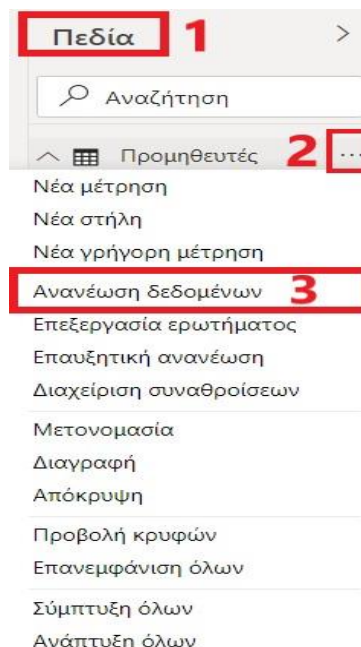 Πεδία 1 >
Αναζήτηση
Προμηθευτές 2 ...
Νέα μέτρηση
Νέα στήλη
Νέα γρήγορη μέτρηση
Ανανέωση δεδομένων 3
Επεξεργασία ερωτήματος
Επαυξητική ανανέωση
Διαχείριση συναθροίσεων
Μετονομασία
Διαγραφή
Απόκρυψη
Προβολή κρυφών
Επανεμφάνιση όλων
Σύμπτυξη όλων
Ανάπτυξη όλων